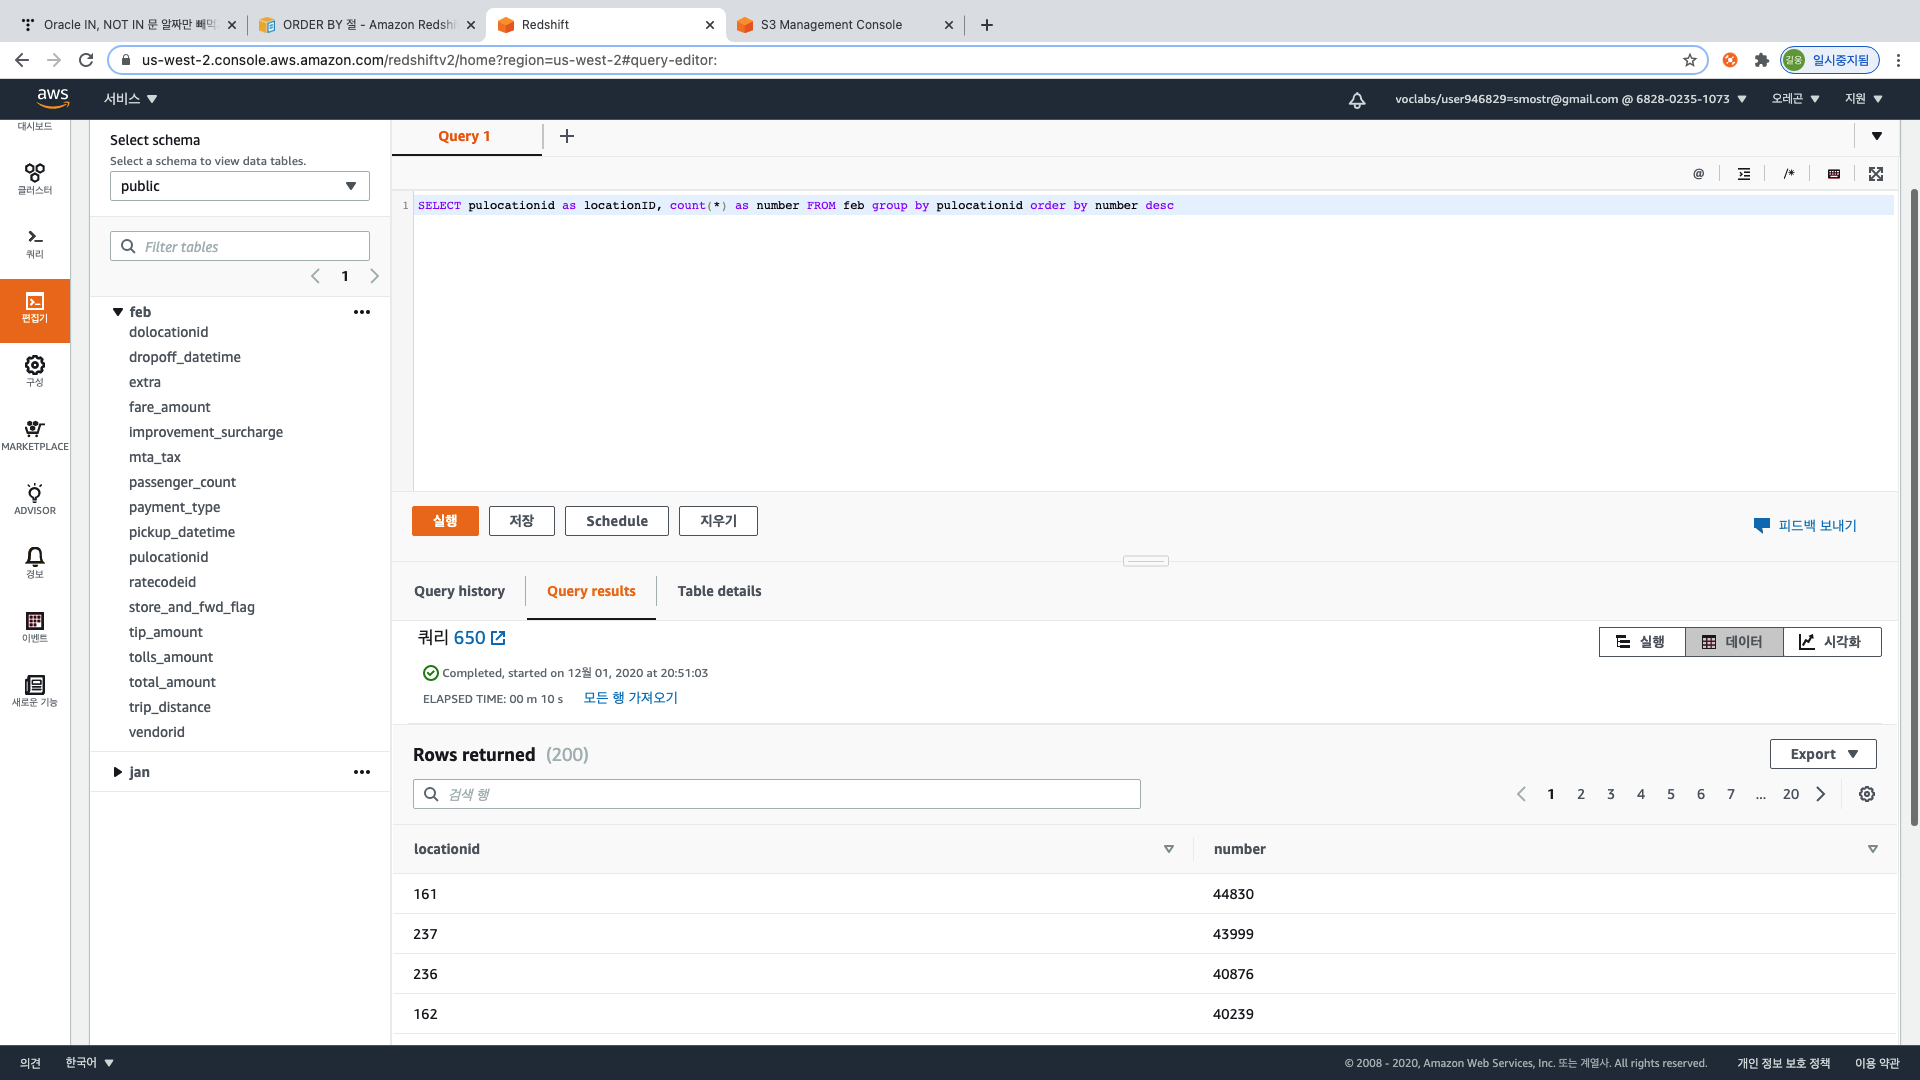 Oracle IN, NOT IN 문 알짜만 빼먹
ORDER BY 절 - Amazon Redshi
Redshift
S3 Management Console
us-west-2.console.aws.amazon.com/redshiftv2/home?region=us-west-2#query-editor:
길웅 일시중지됨
aws
서비스
voclabs/user946829=smostr@gmail.com @ 6828-0235-1073
오레곤
지원
대시보드
클러스터
쿼리
편집기
구성
MARKETPLACE
ADVISOR
경보
이벤트
새로운 기능
Select schema
Select a schema to view data tables.
public
Filter tables
1
feb
dolocationid
dropoff_datetime
extra
fare_amount
improvement_surcharge
mta_tax
passenger_count
payment_type
pickup_datetime
pulocationid
ratecodeid
store_and_fwd_flag
tip_amount
tolls_amount
total_amount
trip_distance
vendorid
jan
Query 1
@ /*
1 SELECT pulocationid as locationID, count(*) as number FROM feb group by pulocationid order by number desc
실행 저장 Schedule 지우기
피드백 보내기
Query history Query results Table details
쿼리 650
실행 데이터 시각화
Completed, started on 12월 01, 2020 at 20:51:03
ELAPSED TIME: 00 m 10 s 모든 행 가져오기
Rows returned (200)
Export
검색 행
1 2 3 4 5 6 7 ... 20
locationid number
161 44830
237 43999
236 40876
162 40239
의견 한국어
© 2008 - 2020, Amazon Web Services, Inc. 또는 계열사. All rights reserved. 개인 정보 보호 정책 이용 약관